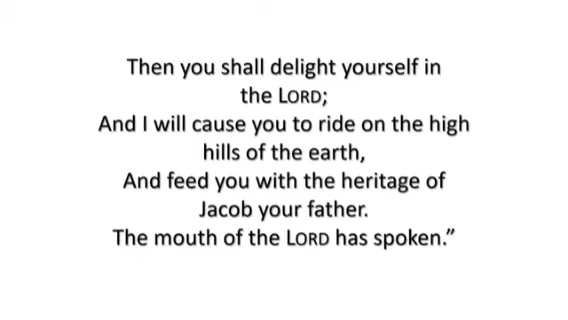 Then you shall delight yourself in
the LORD;
And I will cause you to ride on the high
hills of the earth,
And feed you with the heritage of
Jacob your father.
The mouth of the LORD has spoken.”